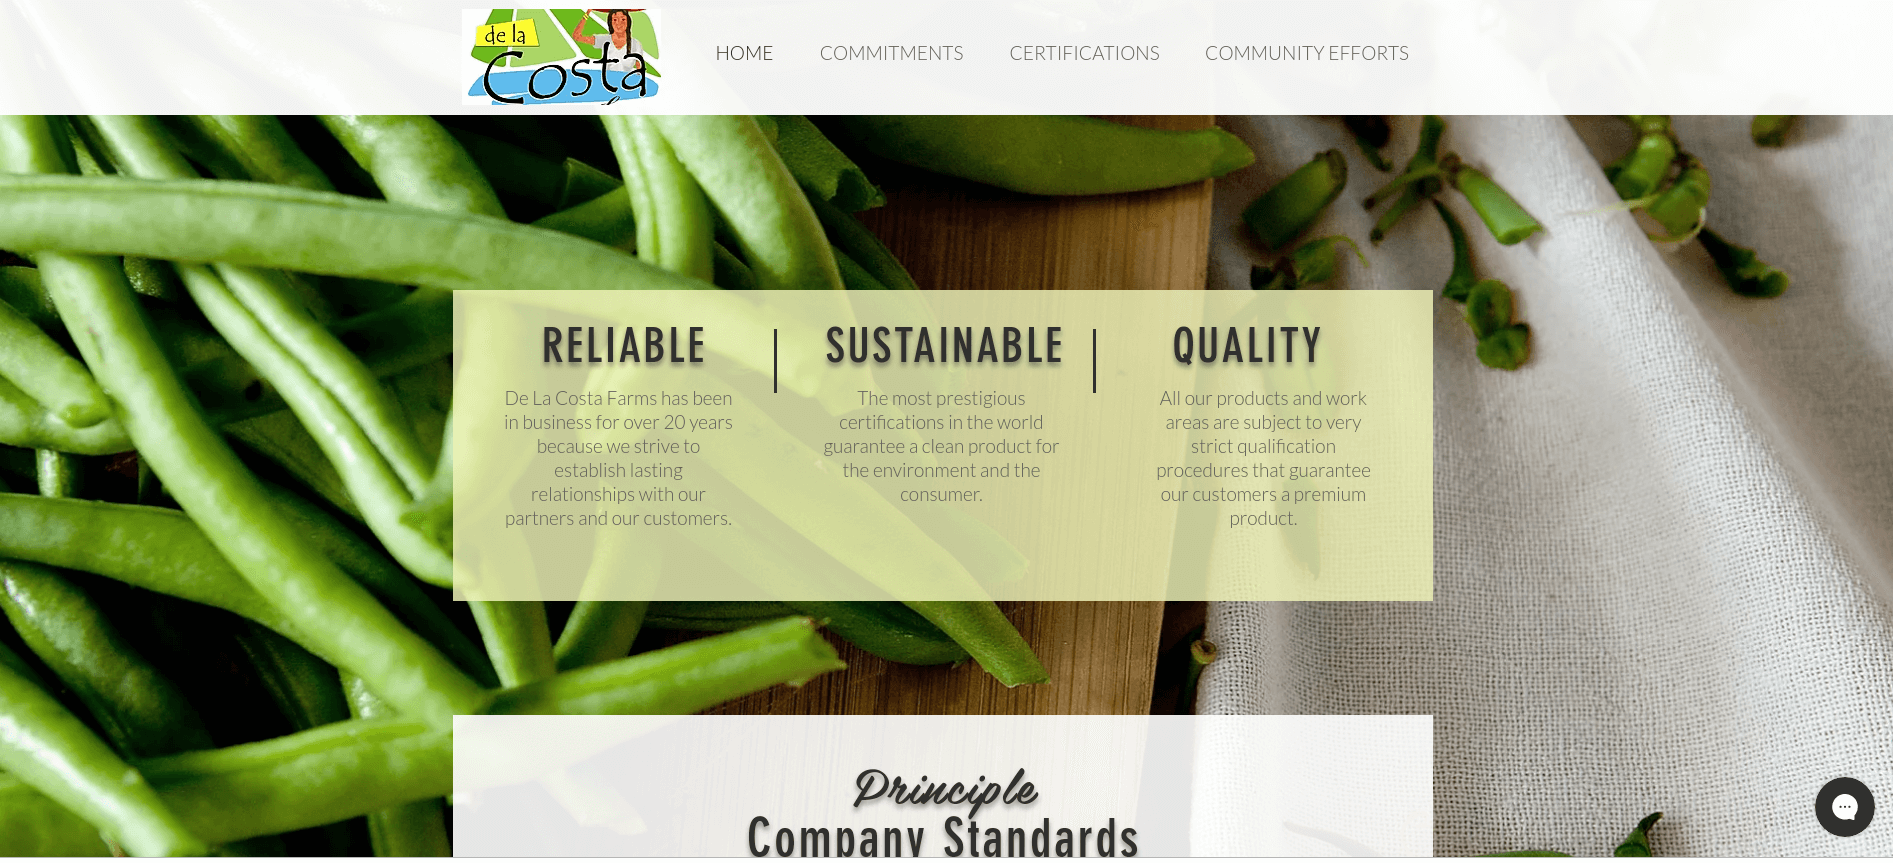 de la
Costa
HOME COMMITMENTS CERTIFICATIONS COMMUNITY EFFORTS
RELIABLE
De La Costa Farms has been
in business for over 20 years
because we strive to
establish lasting
relationships with our
partners and our customers.
SUSTAINABLE
The most prestigious
certifications in the world
guarantee a clean product for
the environment and the
consumer.
QUALITY
All our products and work
areas are subject to very
strict qualification
procedures that guarantee
our customers a premium
product.
Principle
Company Standards